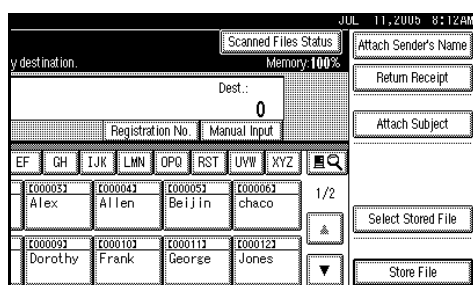 JUL 11,2005 8:12AM
Scanned Files Status
Attach Sender's Name
y destination.
Memory:100%
Return Receipt
Dest.:
0
Attach Subject
Registration No.
Manual Input
EF GH IJK LMN OPQ RST UVW XYZ
1/2
[00003] [00004] [00005] [00006]
Alex Allen Beijin chaco
Select Stored File
[00009] [00010] [00011] [00012]
Dorothy Frank George Jones
Store File